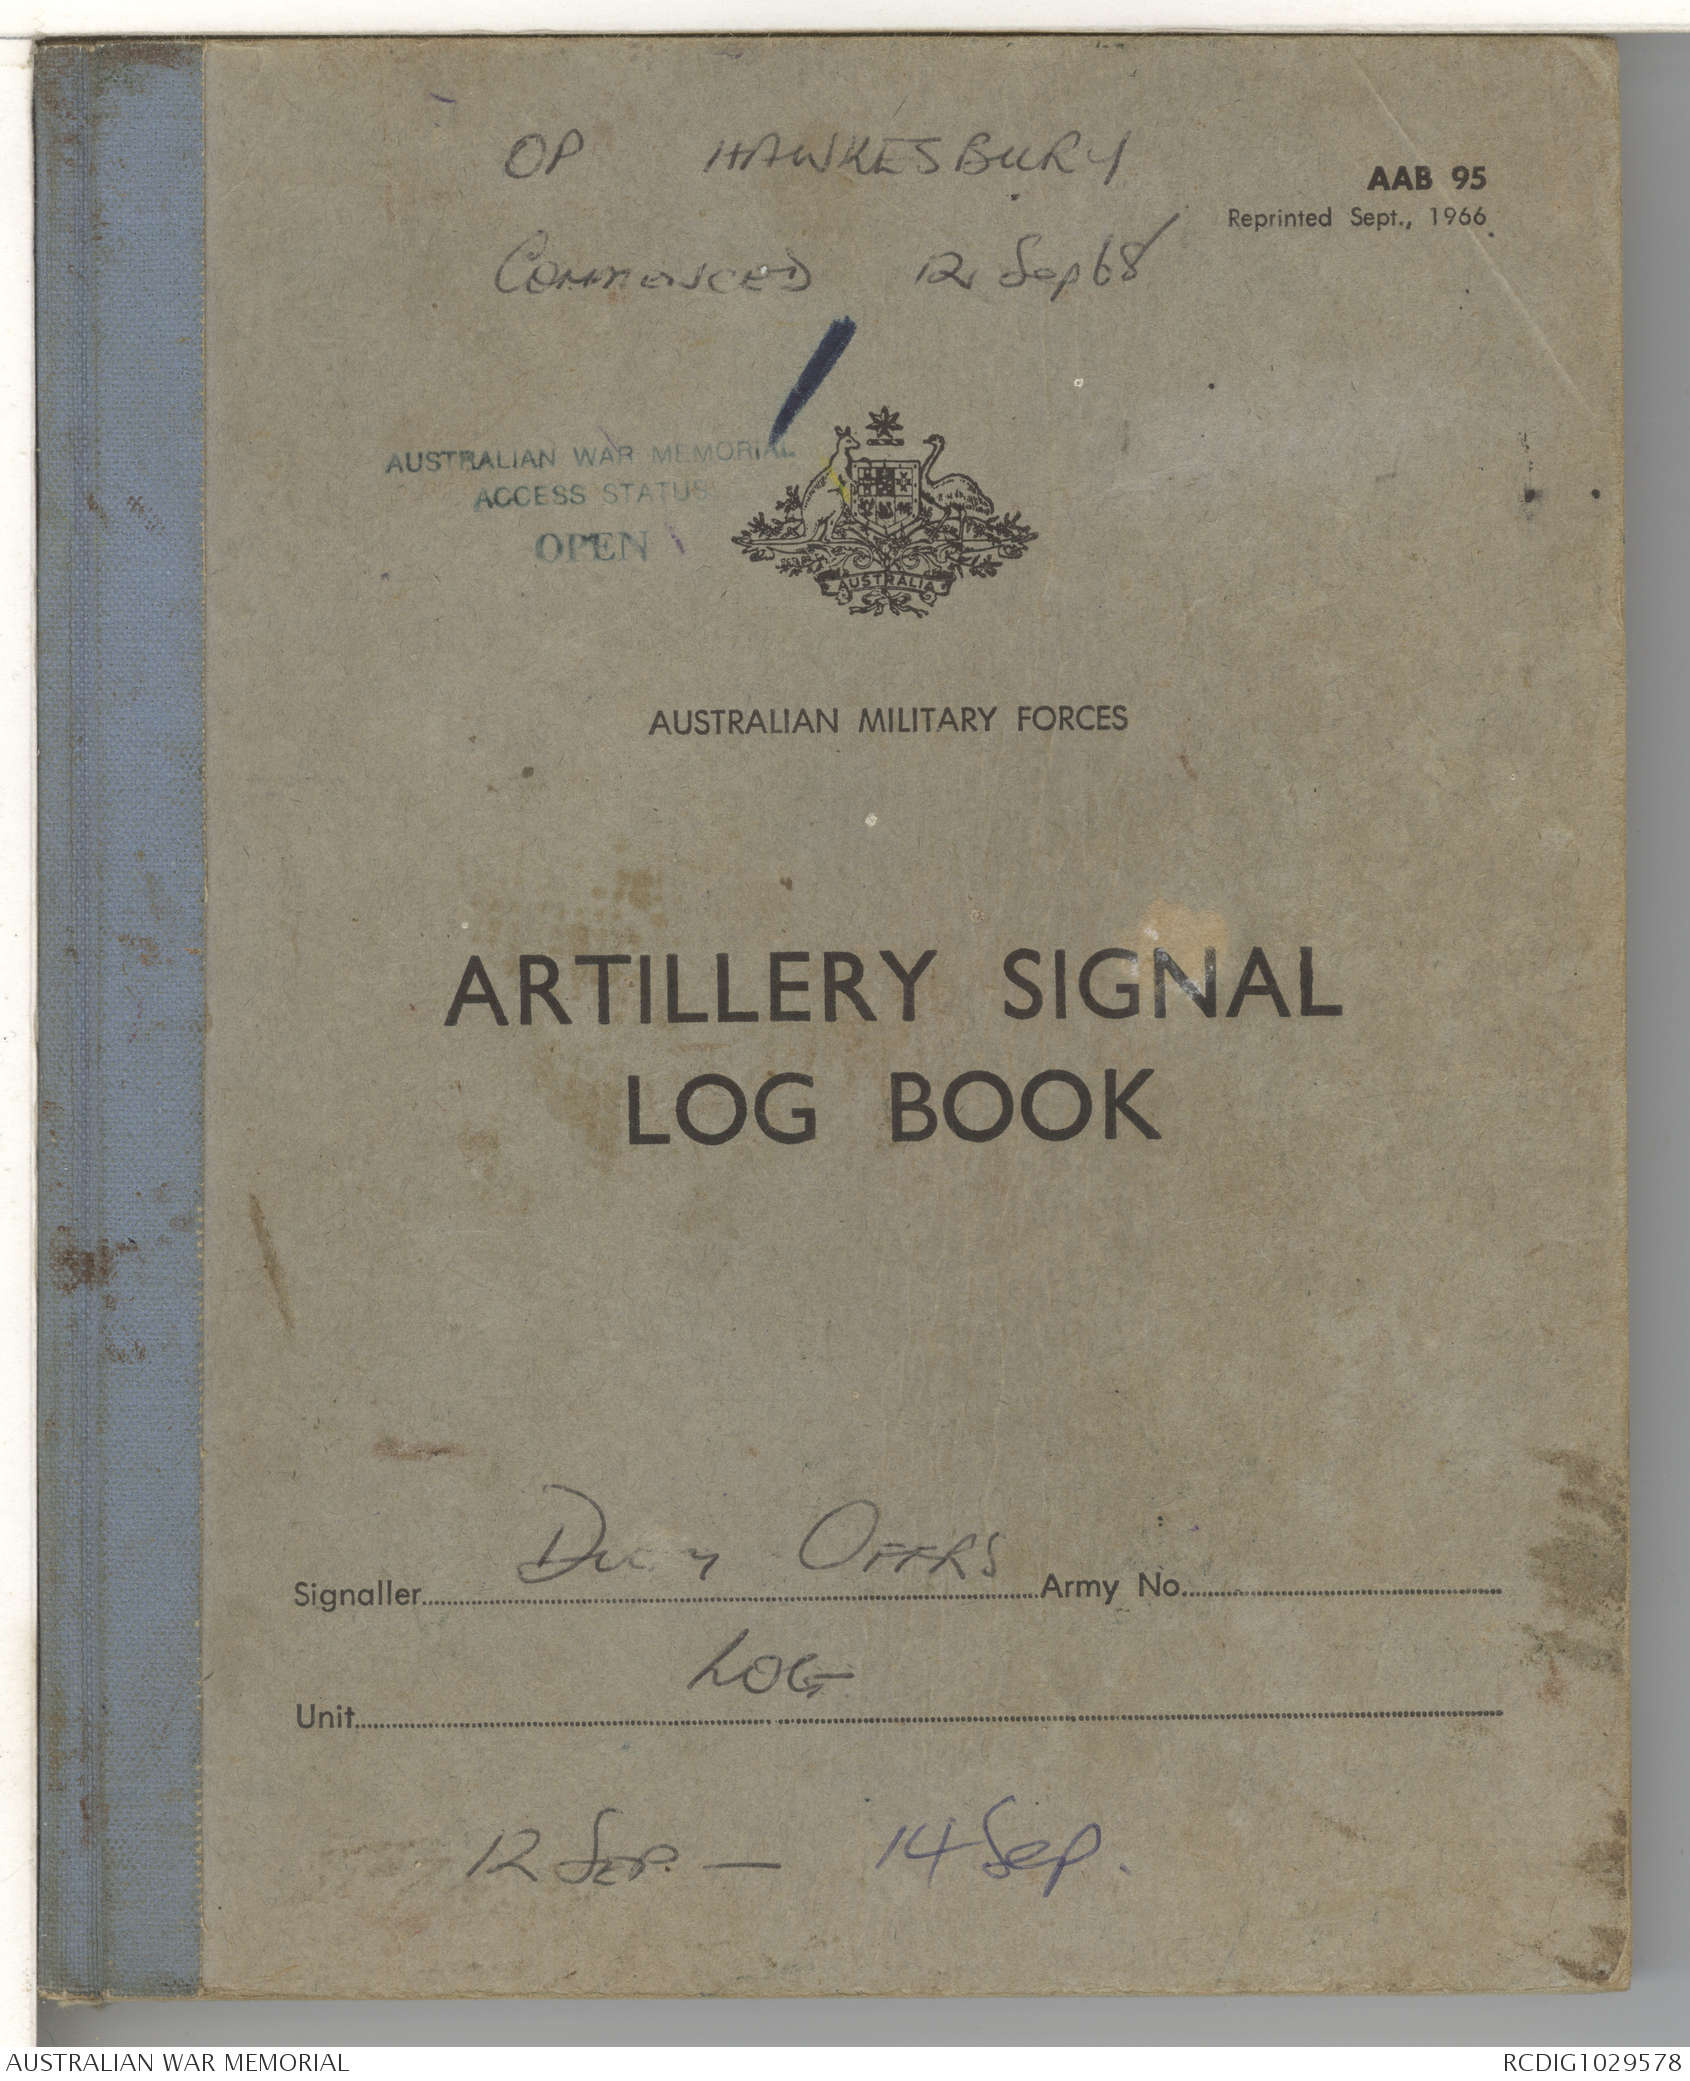 OP HAWKESBURY
AAB 95
Reprinted Sept., 1966
COMMENCED 12 Sep 68
AUSTRALIAN WAR MEMORIAL
ACCESS STATUS
OPEN
AUSTRALIA
AUSTRALIAN MILITARY FORCES
ARTILLERY SIGNAL
LOG BOOK
Signaller Duty OFFRS Army No.
Unit LOG
12 SEP. — 14 Sep.
AUSTRALIAN WAR MEMORIAL
RCDIG1029578